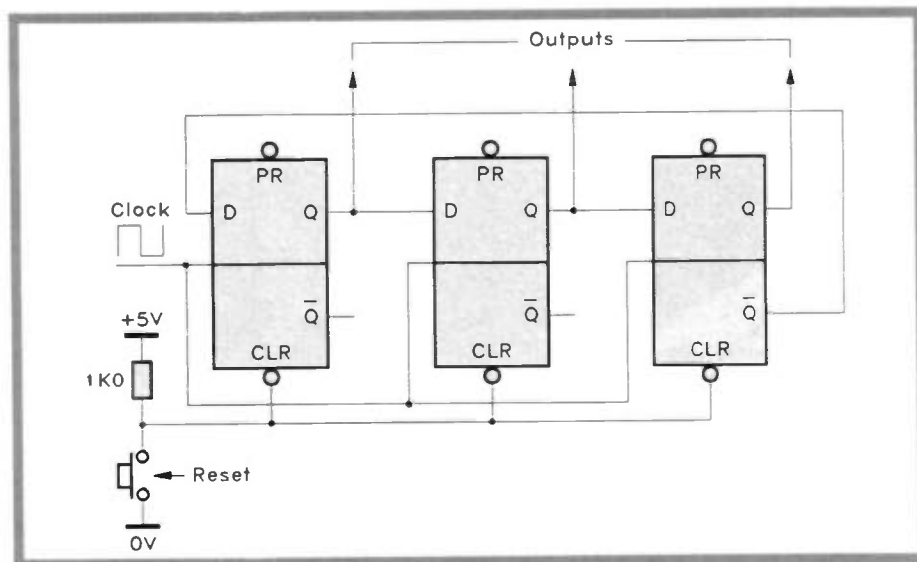 Outputs
PR PR PR
Clock D Q D Q D Q
+5V Q̅ Q̅ Q̅
CLR CLR CLR
1K0
Reset
0V